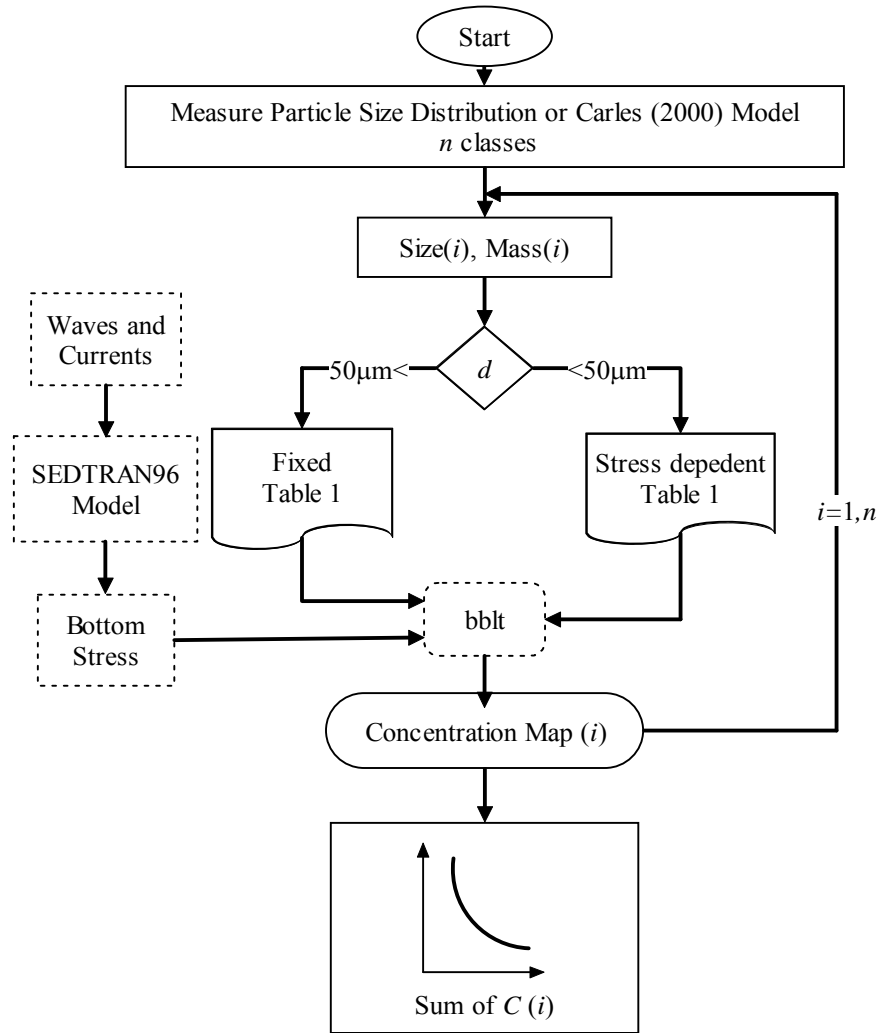 Start
Measure Particle Size Distribution or Carles (2000) Model
n classes
Size(i), Mass(i)
Waves and
Currents
d
50μm<
<50μm
SEDTRAN96
Model
Fixed
Table 1
Stress depedent
Table 1
i=1,n
Bottom
Stress
bblt
Concentration Map (i)
Sum of C (i)